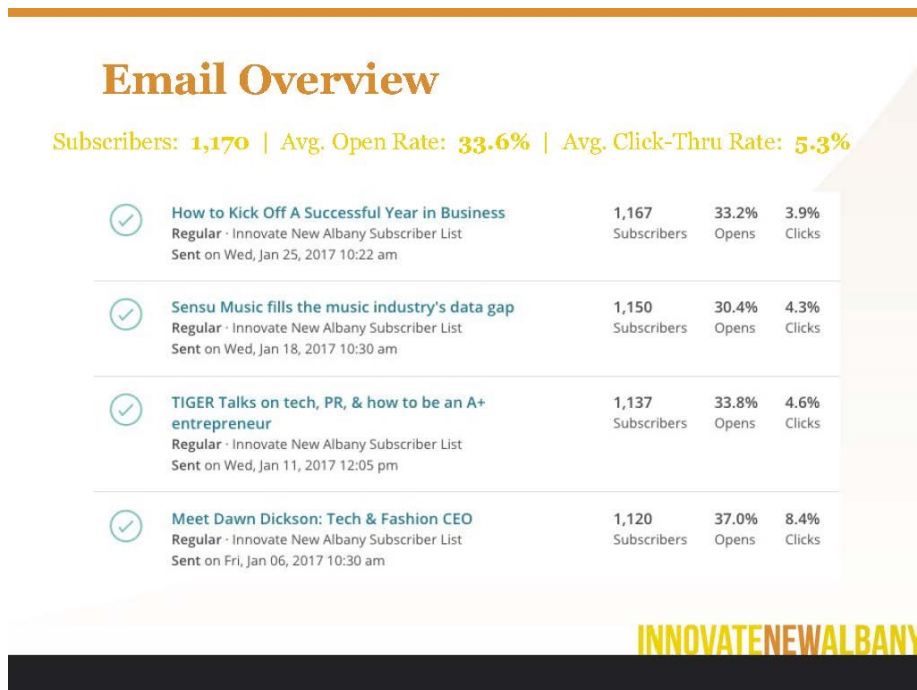 Email Overview
Subscribers: 1,170 | Avg. Open Rate: 33.6% | Avg. Click-Thru Rate: 5.3%
How to Kick Off A Successful Year in Business 1,167 33.2% 3.9%
Regular · Innovate New Albany Subscriber List Subscribers Opens Clicks
Sent on Wed, Jan 25, 2017 10:22 am
Sensu Music fills the music industry's data gap 1,150 30.4% 4.3%
Regular · Innovate New Albany Subscriber List Subscribers Opens Clicks
Sent on Wed, Jan 18, 2017 10:30 am
TIGER Talks on tech, PR, & how to be an A+ 1,137 33.8% 4.6%
entrepreneur Subscribers Opens Clicks
Regular · Innovate New Albany Subscriber List
Sent on Wed, Jan 11, 2017 12:05 pm
Meet Dawn Dickson: Tech & Fashion CEO 1,120 37.0% 8.4%
Regular · Innovate New Albany Subscriber List Subscribers Opens Clicks
Sent on Fri, Jan 06, 2017 10:30 am
INNOVATENEWALBANY